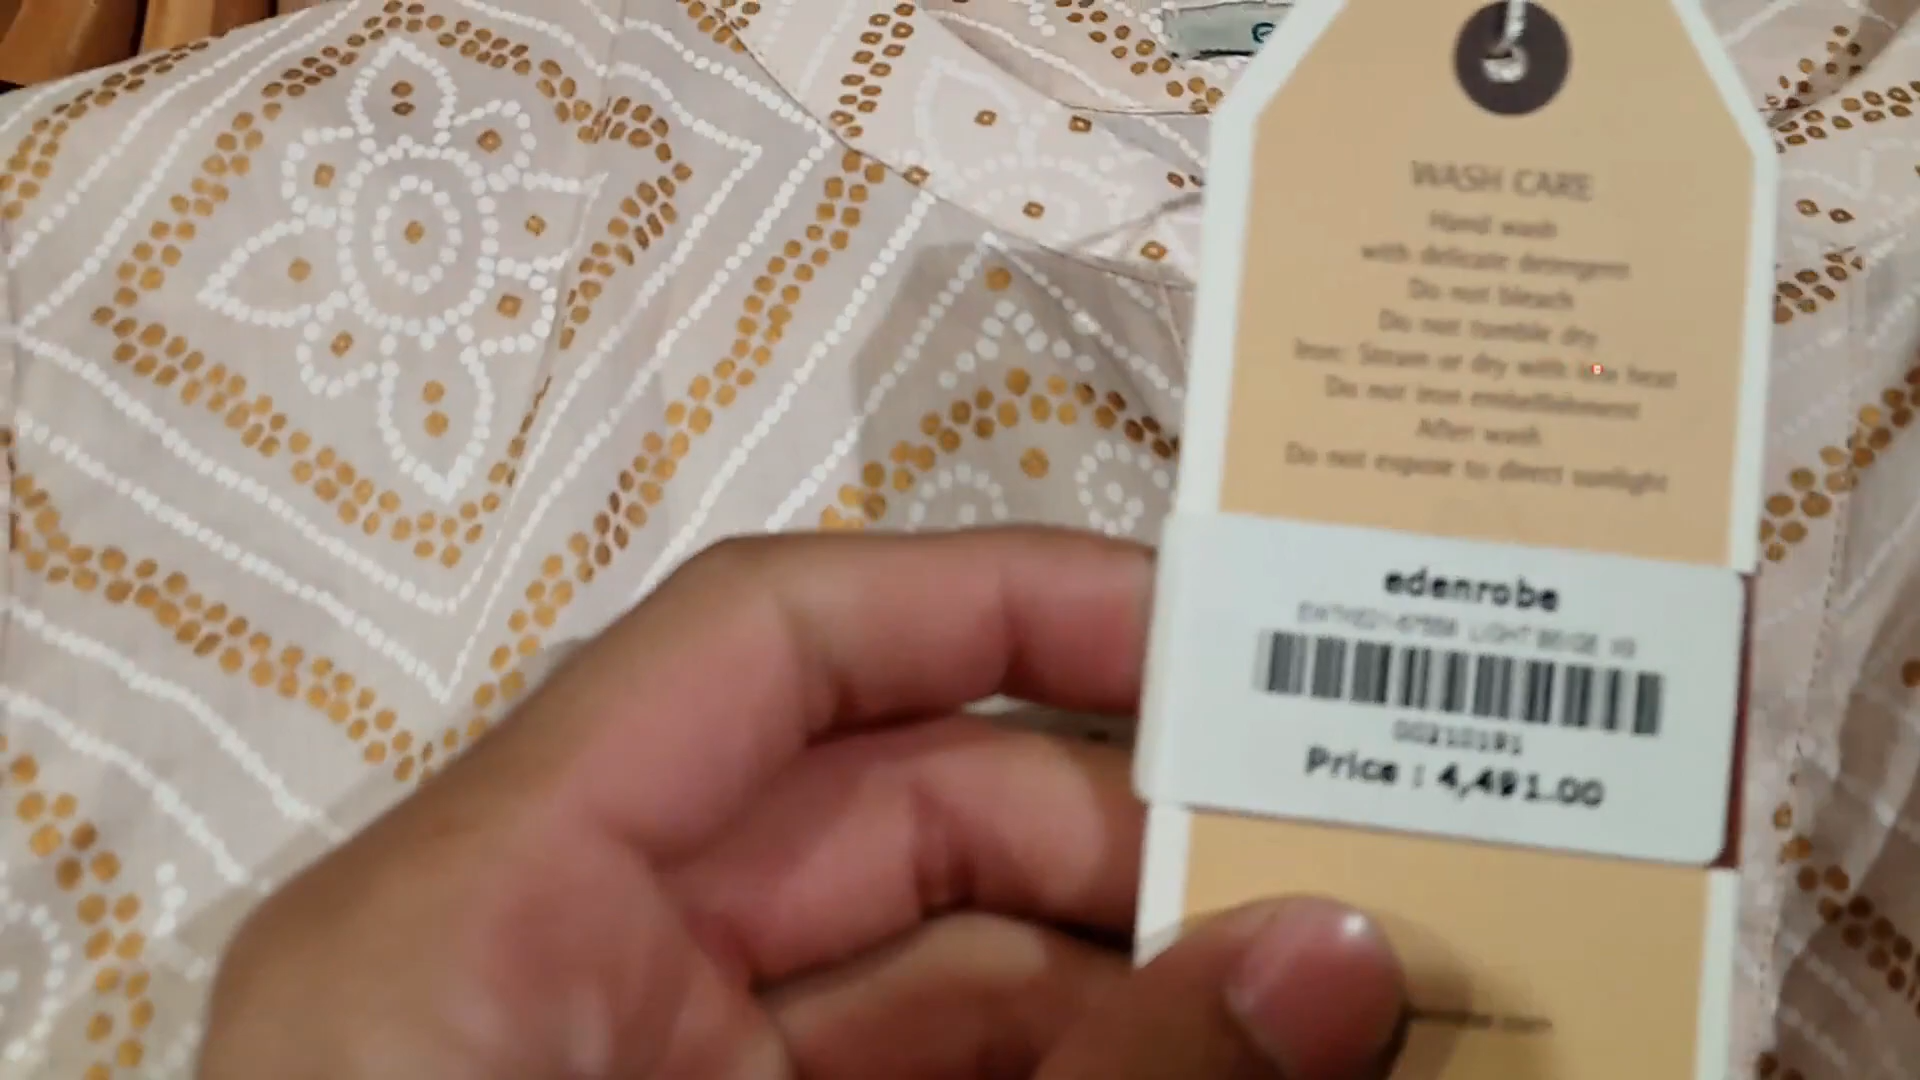 WASH CARE
Hand wash
with delicate detergent
Do not bleach
Do not tumble dry
Iron: Steam or dry with low heat
Do not iron embellishment
After wash
Do not expose to direct sunlight
edenrobe
LIGHT BEIGE
00210191
Price : 4,491.00